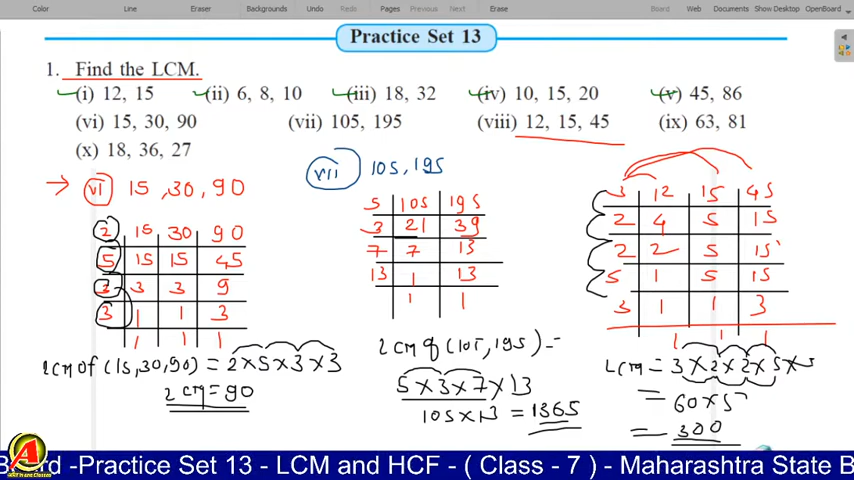 Color Line Eraser Backgrounds Undo Redo Pages Previous Next Erase Board Web Documents Show Desktop OpenBoard
Practice Set 13
1. Find the LCM.
(i) 12, 15 (ii) 6, 8, 10 (iii) 18, 32 (iv) 10, 15, 20 (v) 45, 86
(vi) 15, 30, 90 (vii) 105, 195 (viii) 12, 15, 45 (ix) 63, 81
(x) 18, 36, 27
→ vi 15, 30, 90
2 15 30 90
5 15 15 45
3 3 3 9
3 1 1 3
1 1 1
LCM of (15, 30, 90) = 2×5×3×3
LCM = 90
vii 105, 195
5 105 195
3 21 39
7 7 13
13 1 13
1 1
LCM of (105, 195) =
5×3×7×13
105×13 = 1365
3 12 15 45
2 4 5 15
2 2 5 15
5 1 5 15
3 1 1 3
1 1 1
LCM = 3×2×2×5×5
= 60×5
= 300
A
Board -Practice Set 13 - LCM and HCF - ( Class - 7 ) - Maharashtra State B